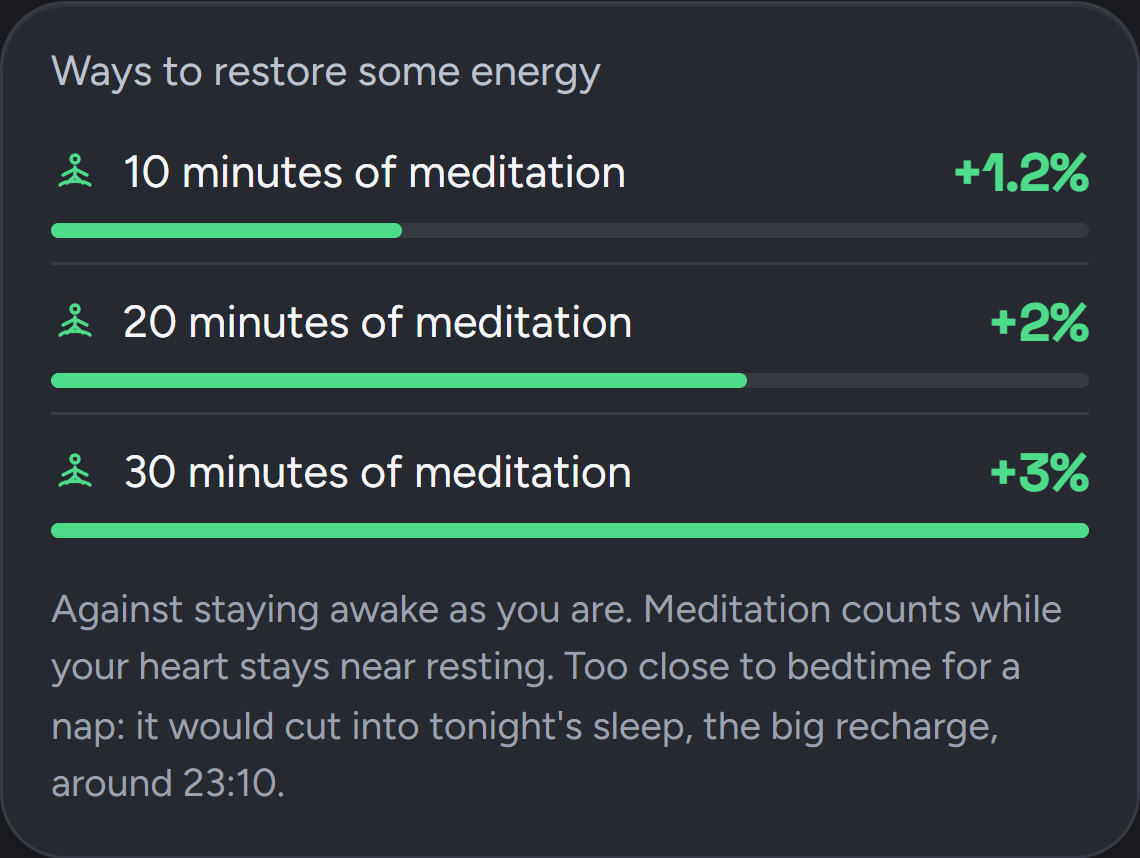 Ways to restore some energy
10 minutes of meditation +1.2%
20 minutes of meditation +2%
30 minutes of meditation +3%
Against staying awake as you are. Meditation counts while
your heart stays near resting. Too close to bedtime for a
nap: it would cut into tonight's sleep, the big recharge,
around 23:10.